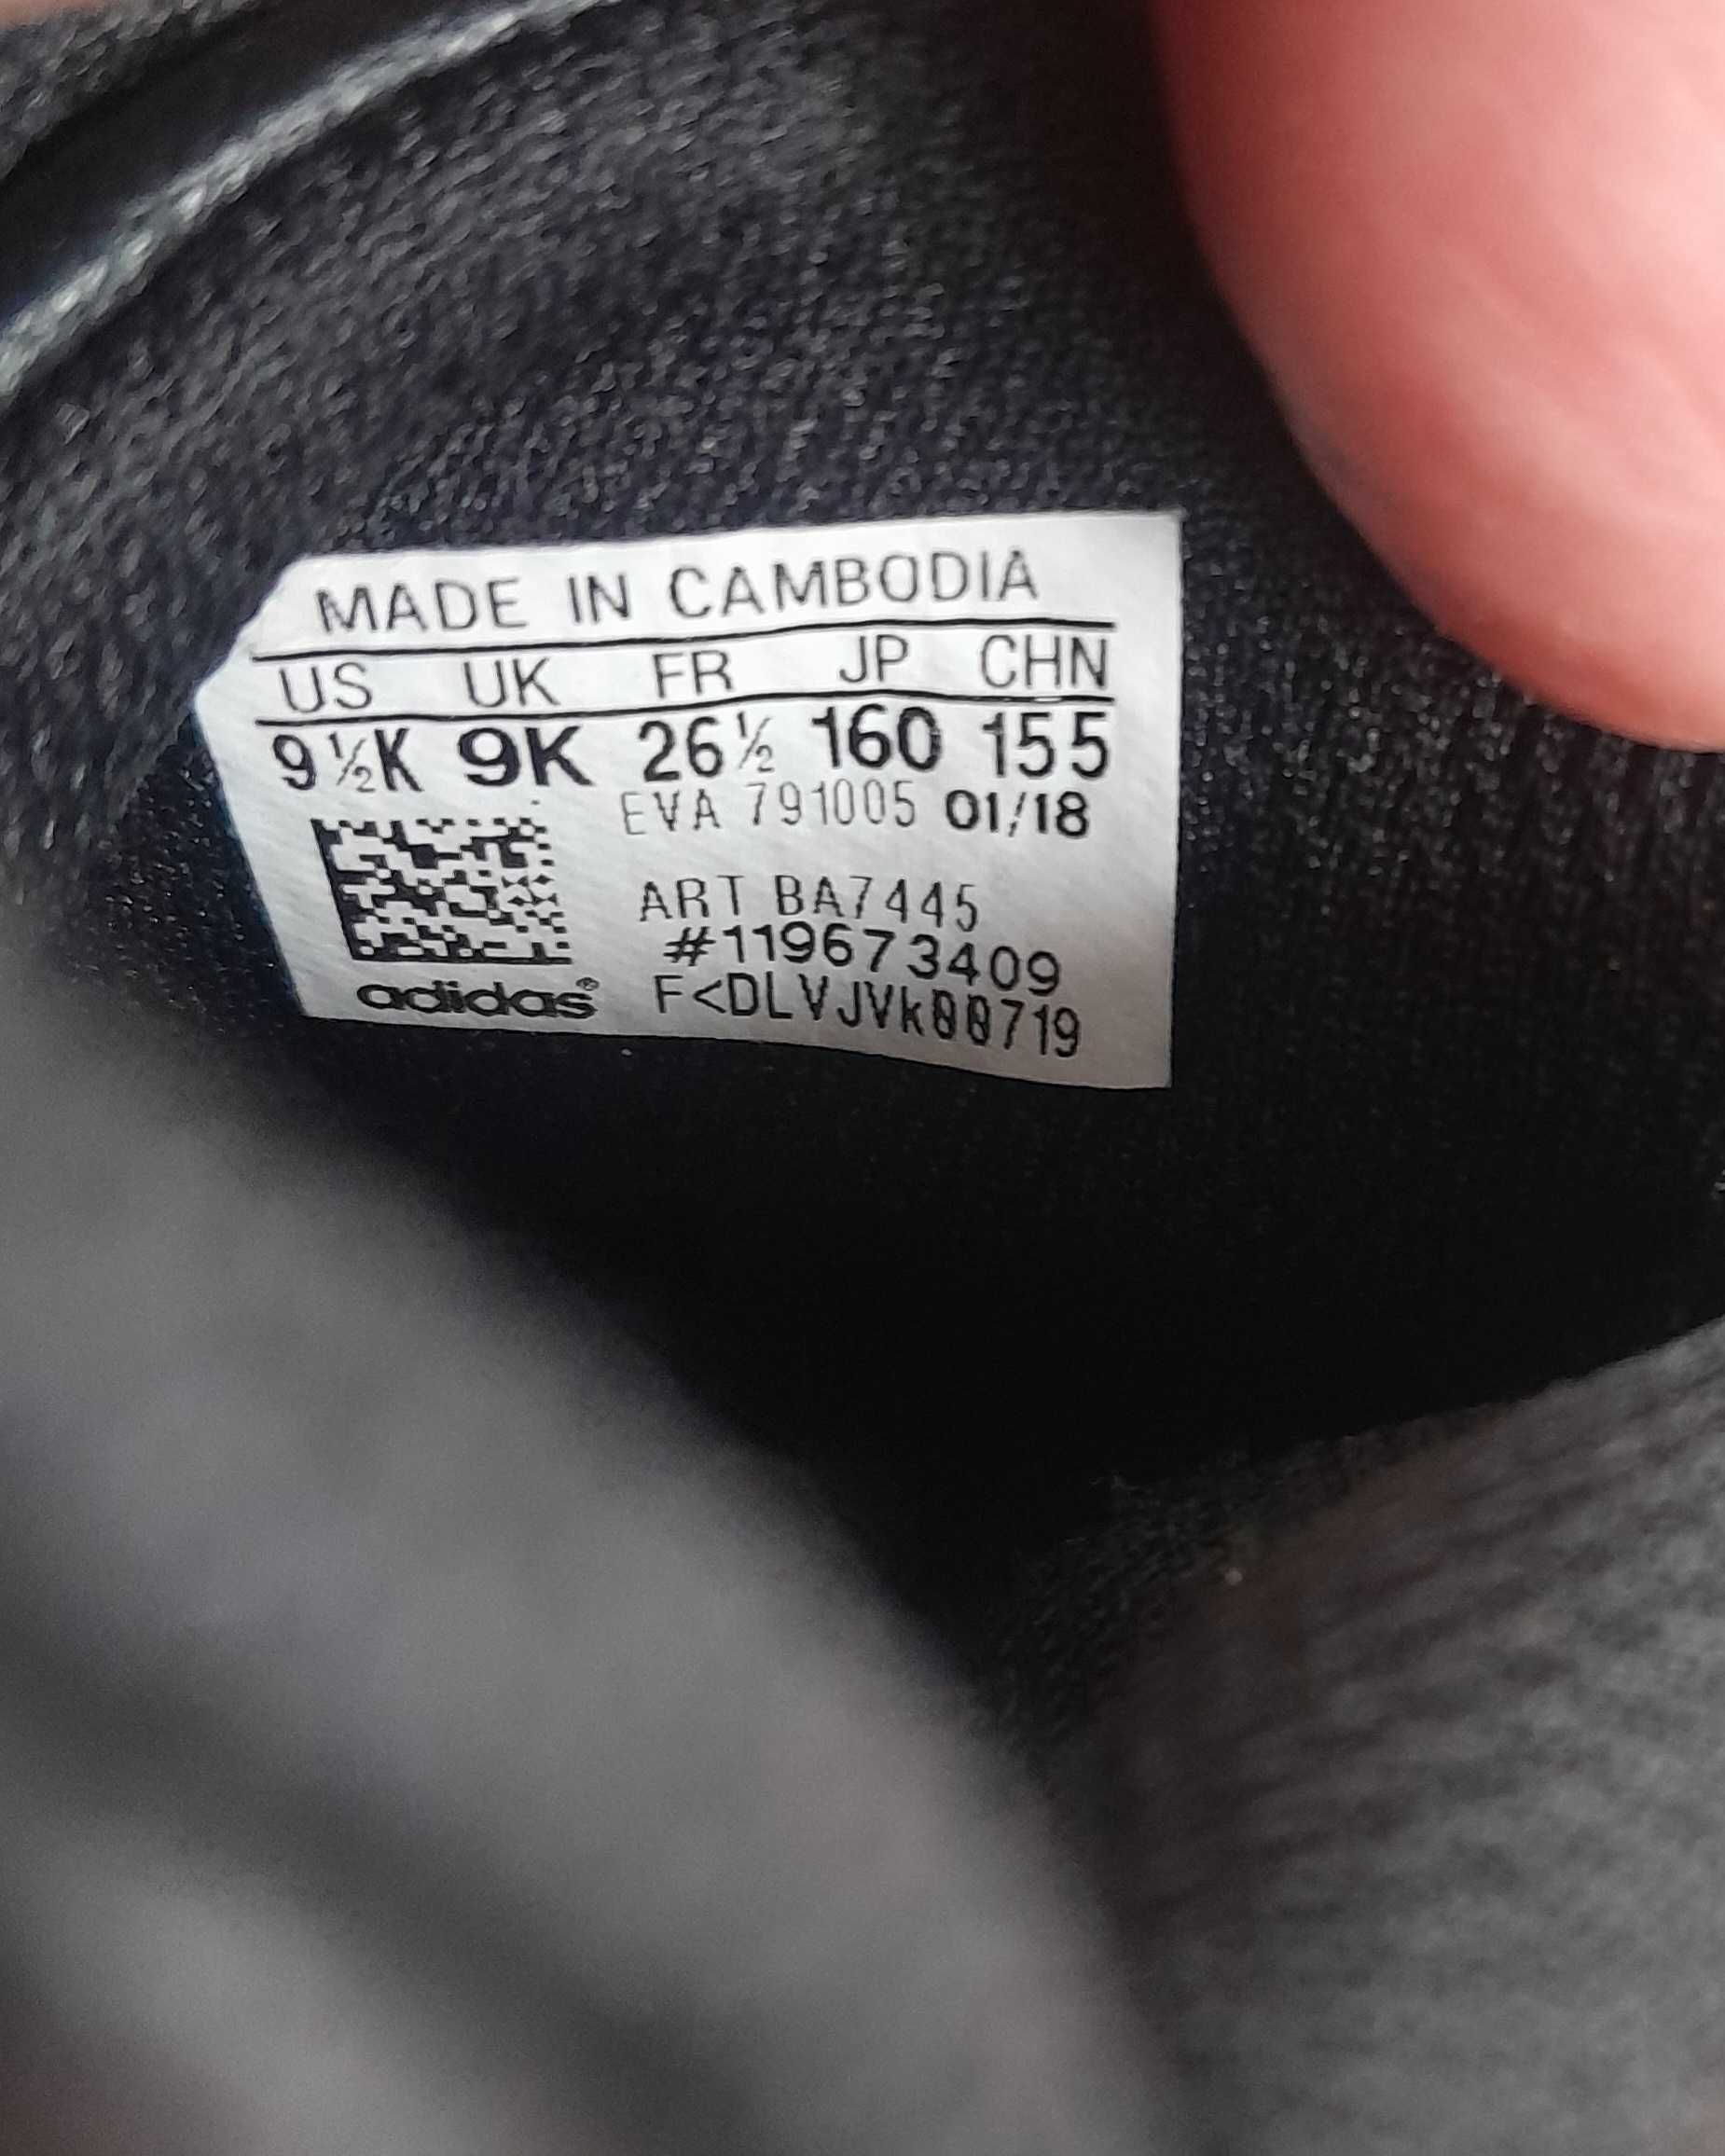 MADE IN CAMBODIA
US UK FR JP CHN
9½K 9K 26½ 160 155
EVA 791005 01/18
ART BA7445
#119673409
adidas® F<DLVJVk00719